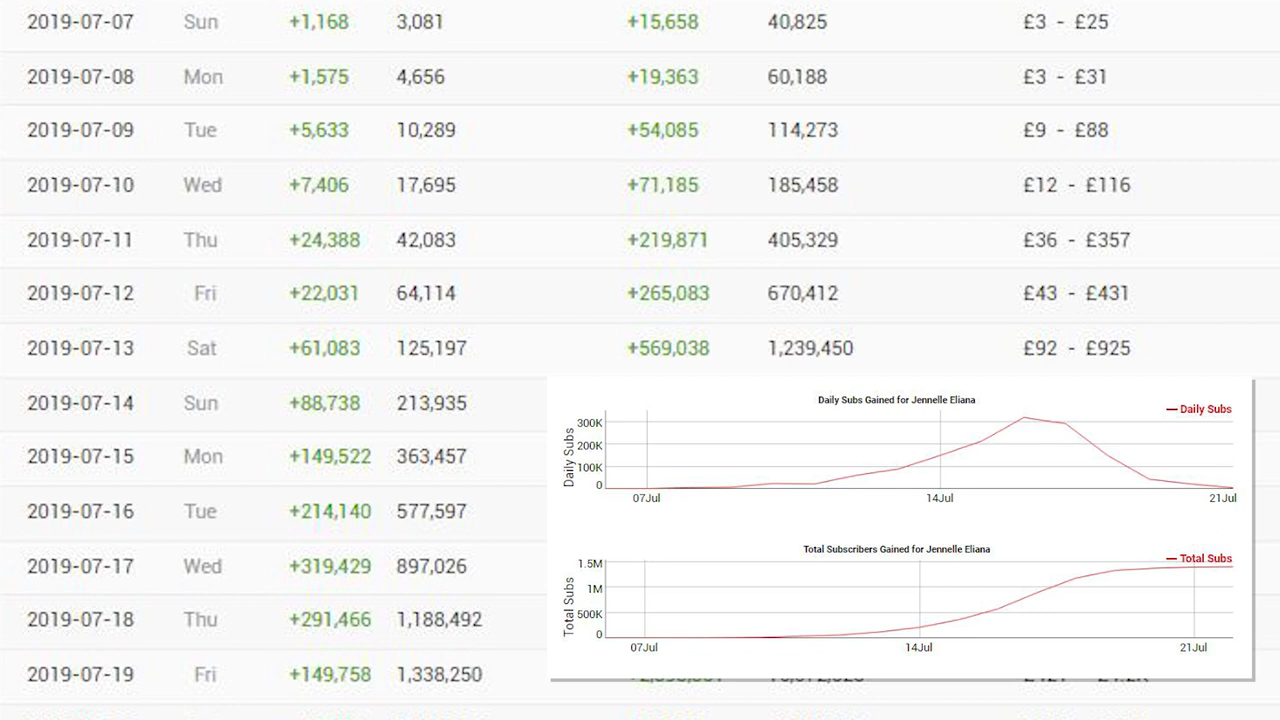 2019-07-07 Sun +1,168 3,081 +15,658 40,825 £3 - £25
2019-07-08 Mon +1,575 4,656 +19,363 60,188 £3 - £31
2019-07-09 Tue +5,633 10,289 +54,085 114,273 £9 - £88
2019-07-10 Wed +7,406 17,695 +71,185 185,458 £12 - £116
2019-07-11 Thu +24,388 42,083 +219,871 405,329 £36 - £357
2019-07-12 Fri +22,031 64,114 +265,083 670,412 £43 - £431
2019-07-13 Sat +61,083 125,197 +569,038 1,239,450 £92 - £925
2019-07-14 Sun +88,738 213,935
2019-07-15 Mon +149,522 363,457
2019-07-16 Tue +214,140 577,597
2019-07-17 Wed +319,429 897,026
2019-07-18 Thu +291,466 1,188,492
2019-07-19 Fri +149,758 1,338,250
Daily Subs Gained for Jennelle Eliana
Daily Subs
Daily Subs
300K
200K
100K
0
07Jul 14Jul 21Jul
Total Subscribers Gained for Jennelle Eliana
Total Subs
Total Subs
1.5M
1M
500K
0
07Jul 14Jul 21Jul